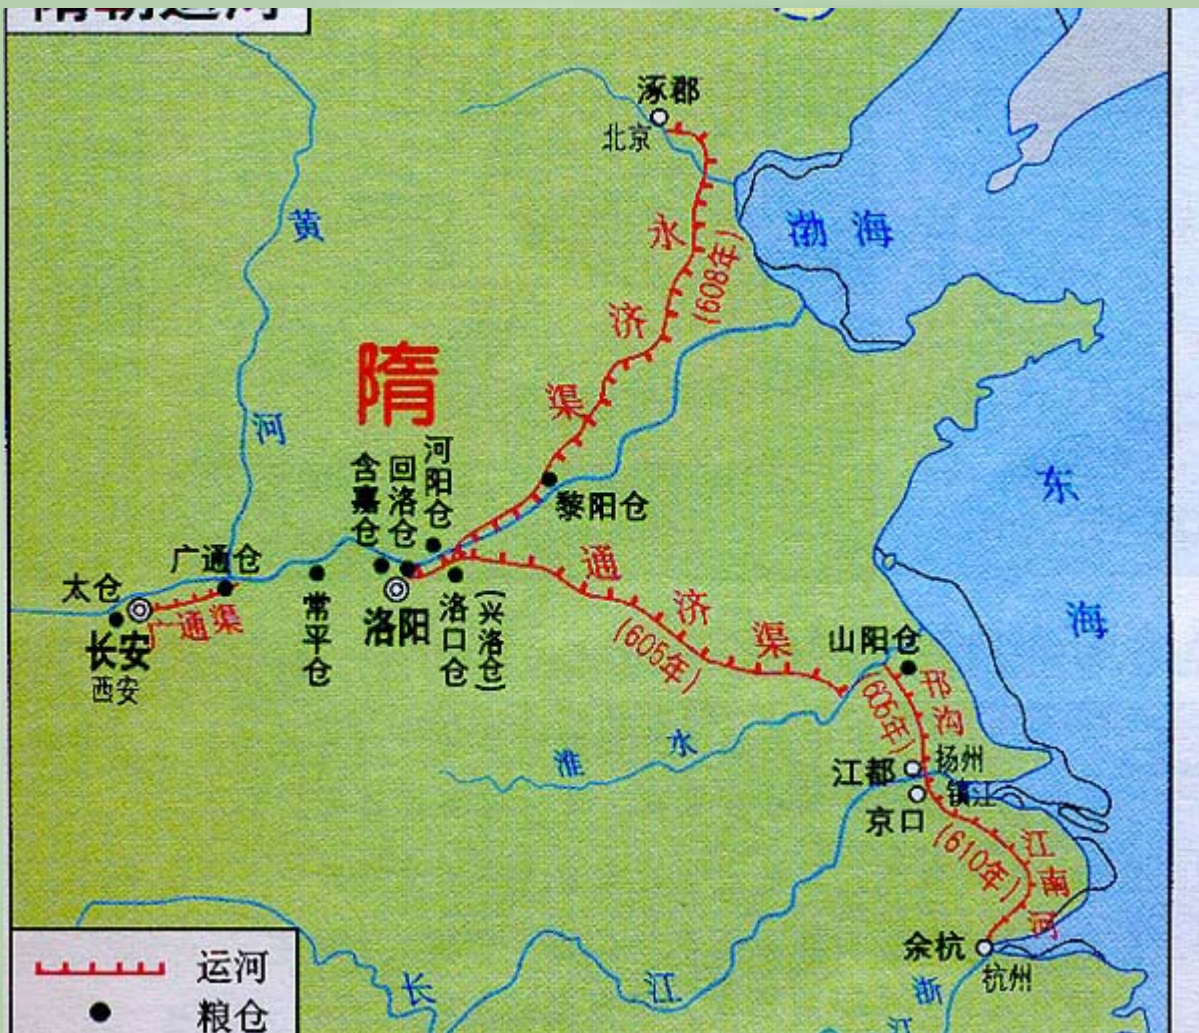 隋朝运河
涿郡
北京
永济渠
(608年)
渤海
黄河
隋
含嘉仓
回洛仓
河阳仓
黎阳仓
东海
太仓
广通仓
广通渠
长安
西安
常平仓
洛阳
洛口仓
(兴洛仓)
通济渠
(605年)
山阳仓
邗沟
(605年)
淮水
江都
扬州
京口
镇江
江南河
(610年)
余杭
杭州
长江
浙江
运河
粮仓